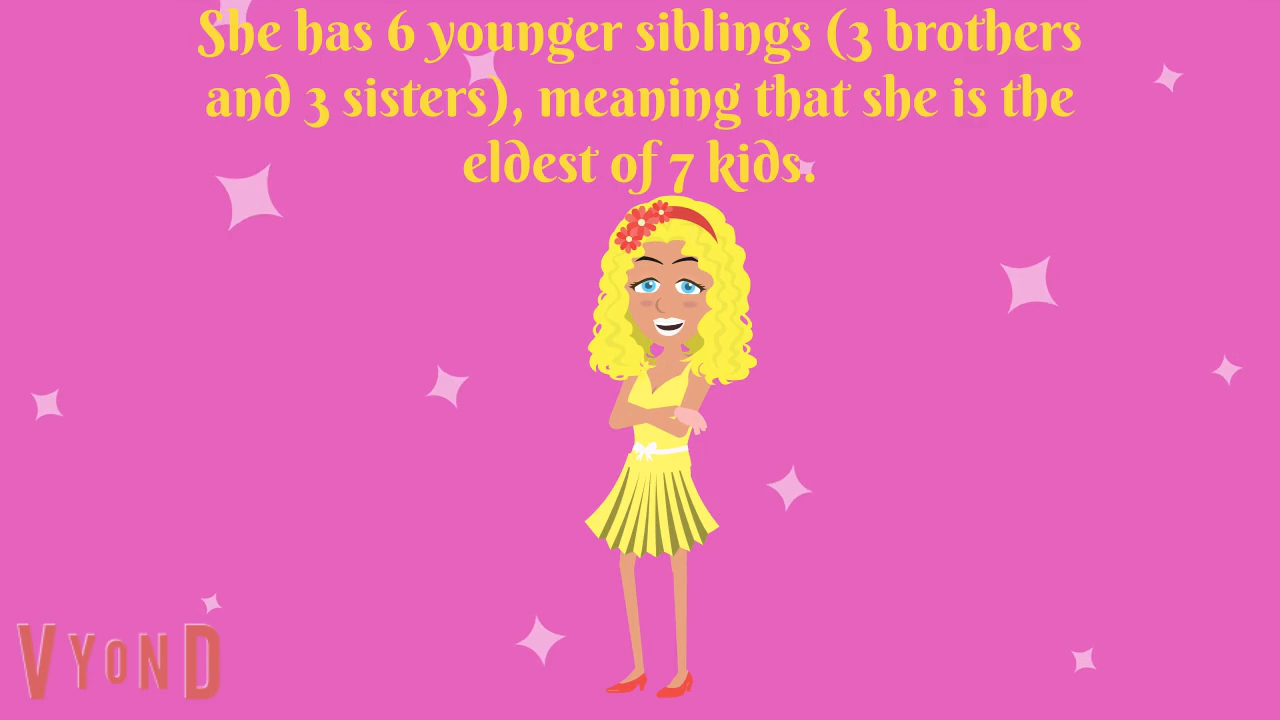 She has 6 younger siblings (3 brothers
and 3 sisters), meaning that she is the
eldest of 7 kids.
VYOND